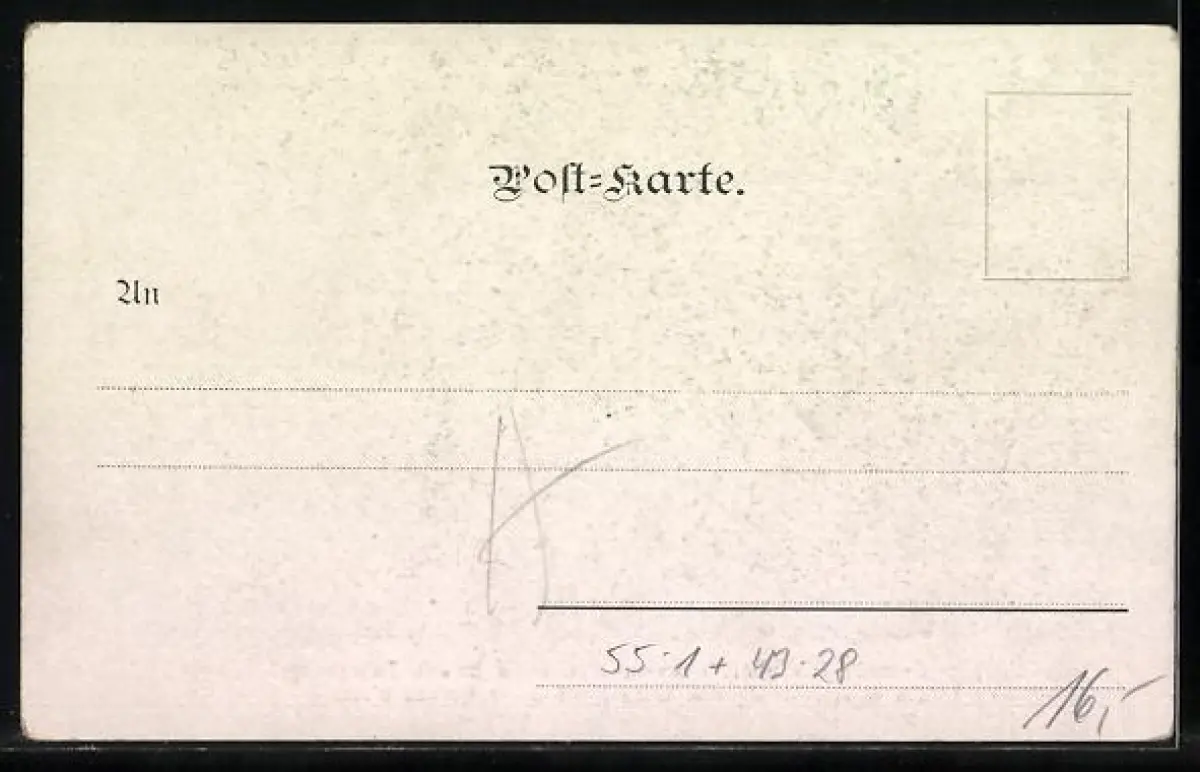 Post-Karte.
An
A
55·1 + 43·28
16,-